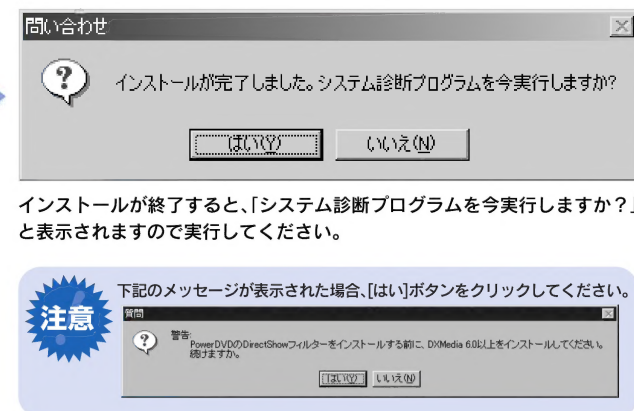 問い合わせ
インストールが完了しました。システム診断プログラムを今実行しますか?
はい(Y)
いいえ(N)
インストールが終了すると、「システム診断プログラムを今実行しますか？」
と表示されますので実行してください。
注意
下記のメッセージが表示された場合、[はい]ボタンをクリックしてください。
質問
警告:
PowerDVDのDirectShowフィルターをインストールする前に、DXMedia 6.0以上をインストールしてください。
続けますか。
はい(Y)
いいえ(N)